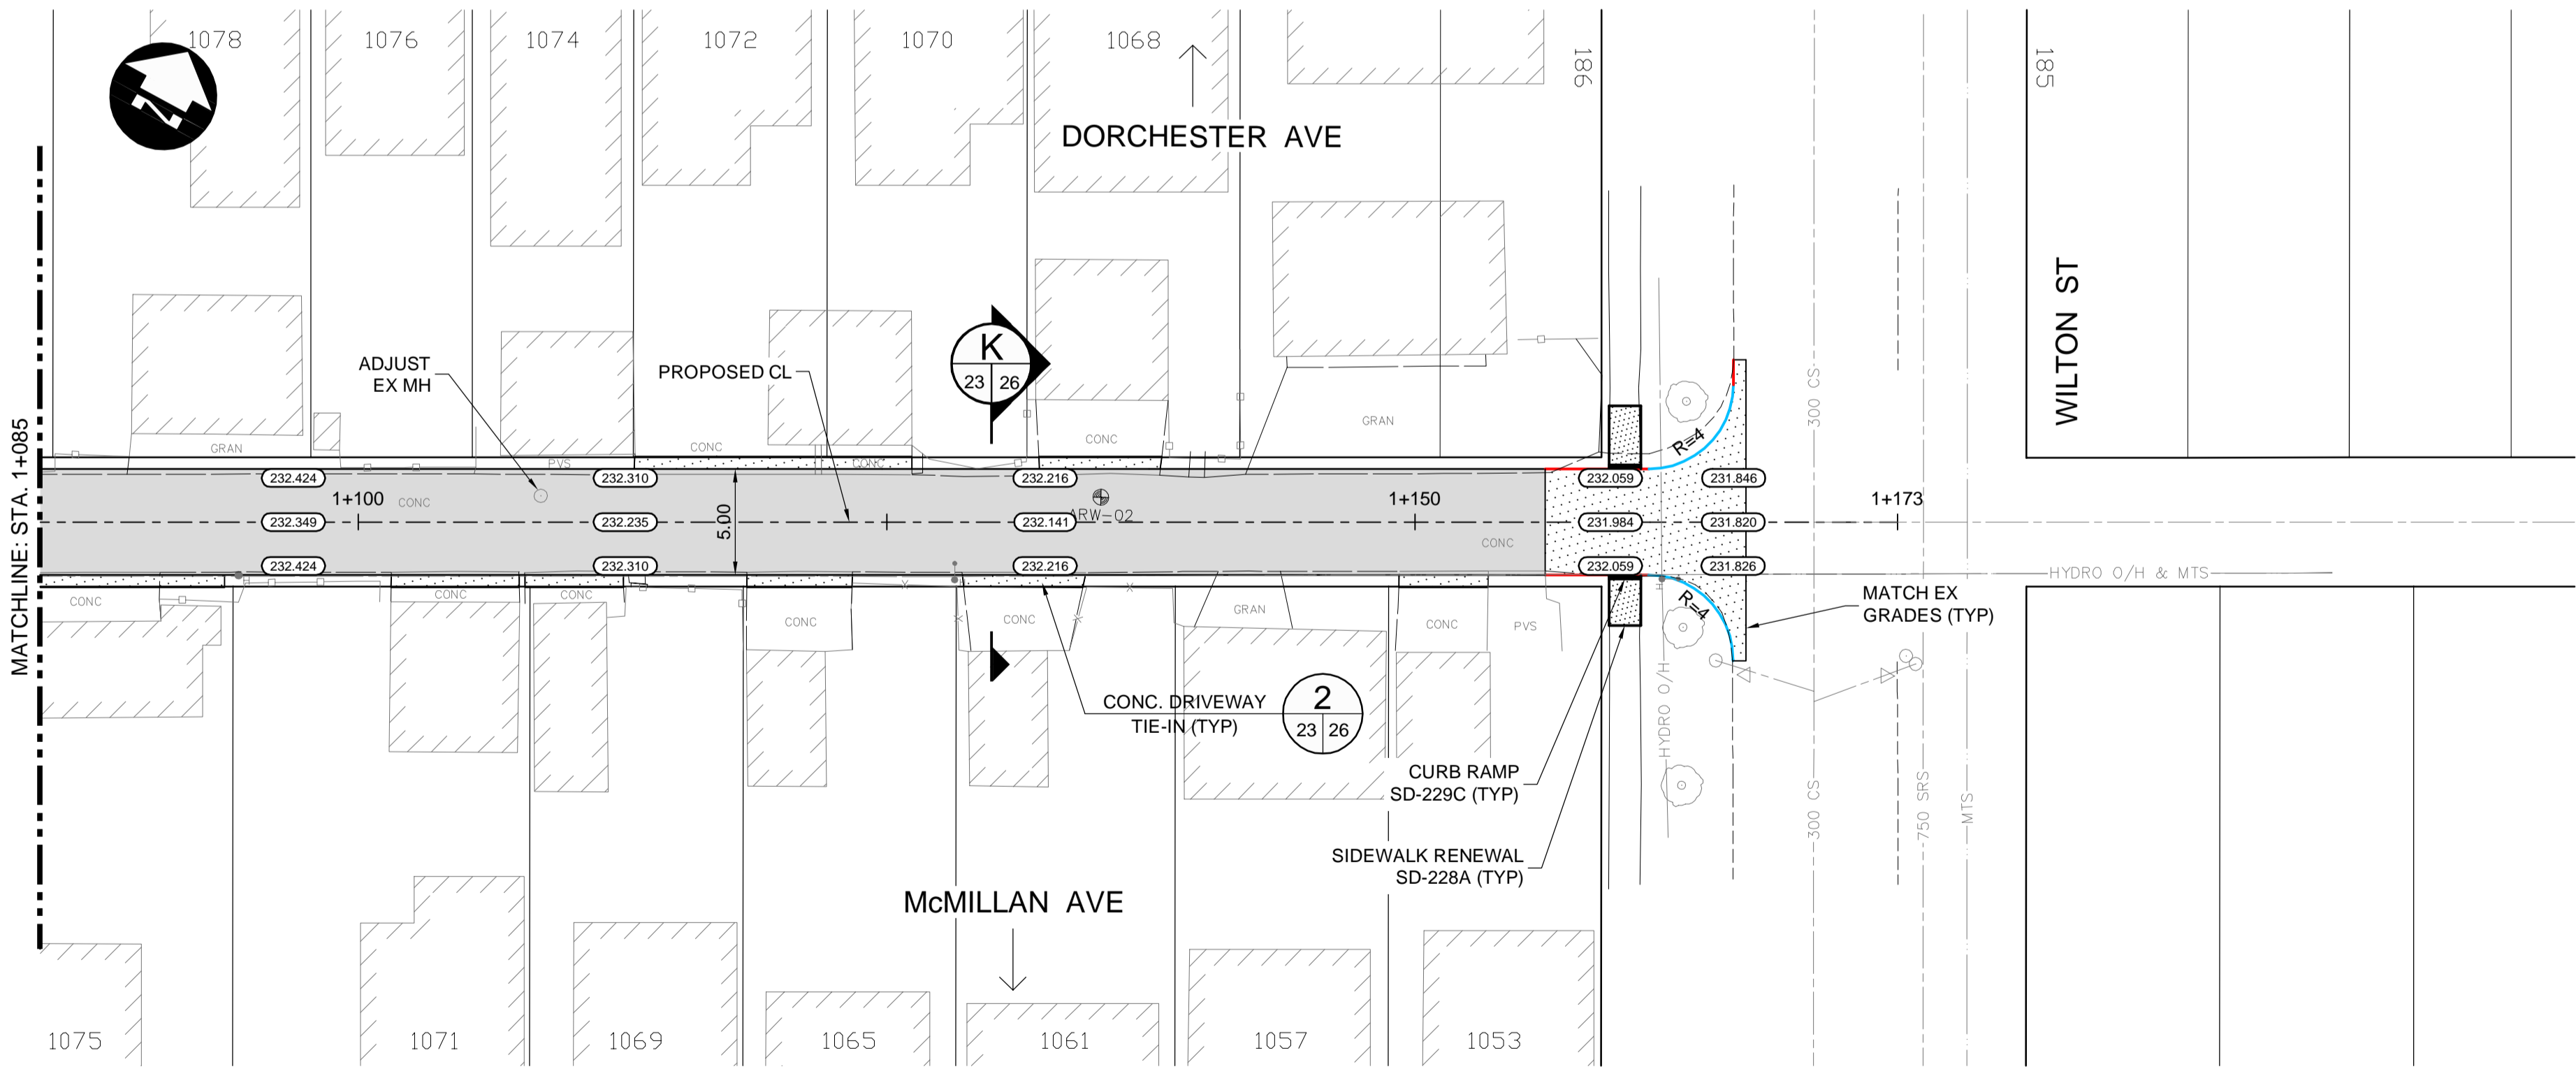 1078
1076
1074
1072
1070
1068
186
185
DORCHESTER AVE
WILTON ST
300 CS
ADJUST
EX MH
PROPOSED CL
K
23 26
MATCHLINE: STA. 1+085
GRAN
PVS
CONC
CONC
CONC
GRAN
R=4
232.424
232.310
232.216
232.059
231.846
1+100
CONC
5.00
ARW-02
1+150
1+173
232.349
232.235
232.141
231.984
231.820
CONC
232.424
232.310
232.216
232.059
231.826
HYDRO O/H & MTS
H
CONC
CONC
CONC
CONC
CONC
GRAN
CONC
PVS
R=4
MATCH EX
GRADES (TYP)
CONC. DRIVEWAY
TIE-IN (TYP)
2
23 26
HYDRO O/H
CURB RAMP
SD-229C (TYP)
300 CS
750 SRS
MTS
SIDEWALK RENEWAL
SD-228A (TYP)
McMILLAN AVE
1075
1071
1069
1065
1061
1057
1053